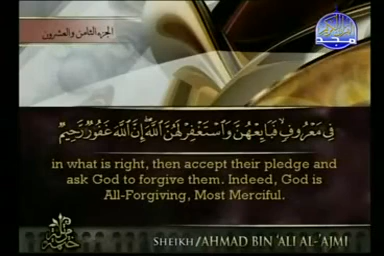 الجزء الثامن والعشرون
فِي مَعْرُوفٍ فَبَايِعْهُنَّ وَاسْتَغْفِرْ لَهُنَّ اللَّهَ إِنَّ اللَّهَ غَفُورٌ رَّحِيمٌ
in what is right, then accept their pledge and
ask God to forgive them. Indeed, God is
All-Forgiving, Most Merciful.
SHEIKH/AHMAD BIN 'ALI AL-'AJMI